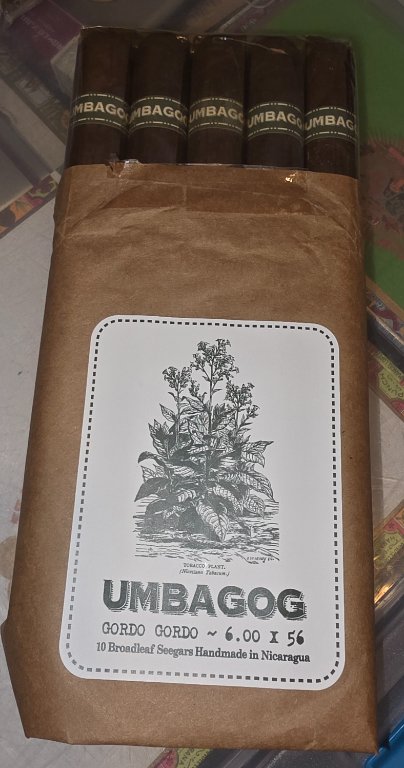 UMBAGOG UMBAGOG UMBAGOG UMBAGOG UMBAGOG
TOBACCO PLANT.
(Nicotiana Tabacum.)
UMBAGOG
GORDO GORDO ~ 6.00 X 56
10 Broadleaf Seegars Handmade in Nicaragua